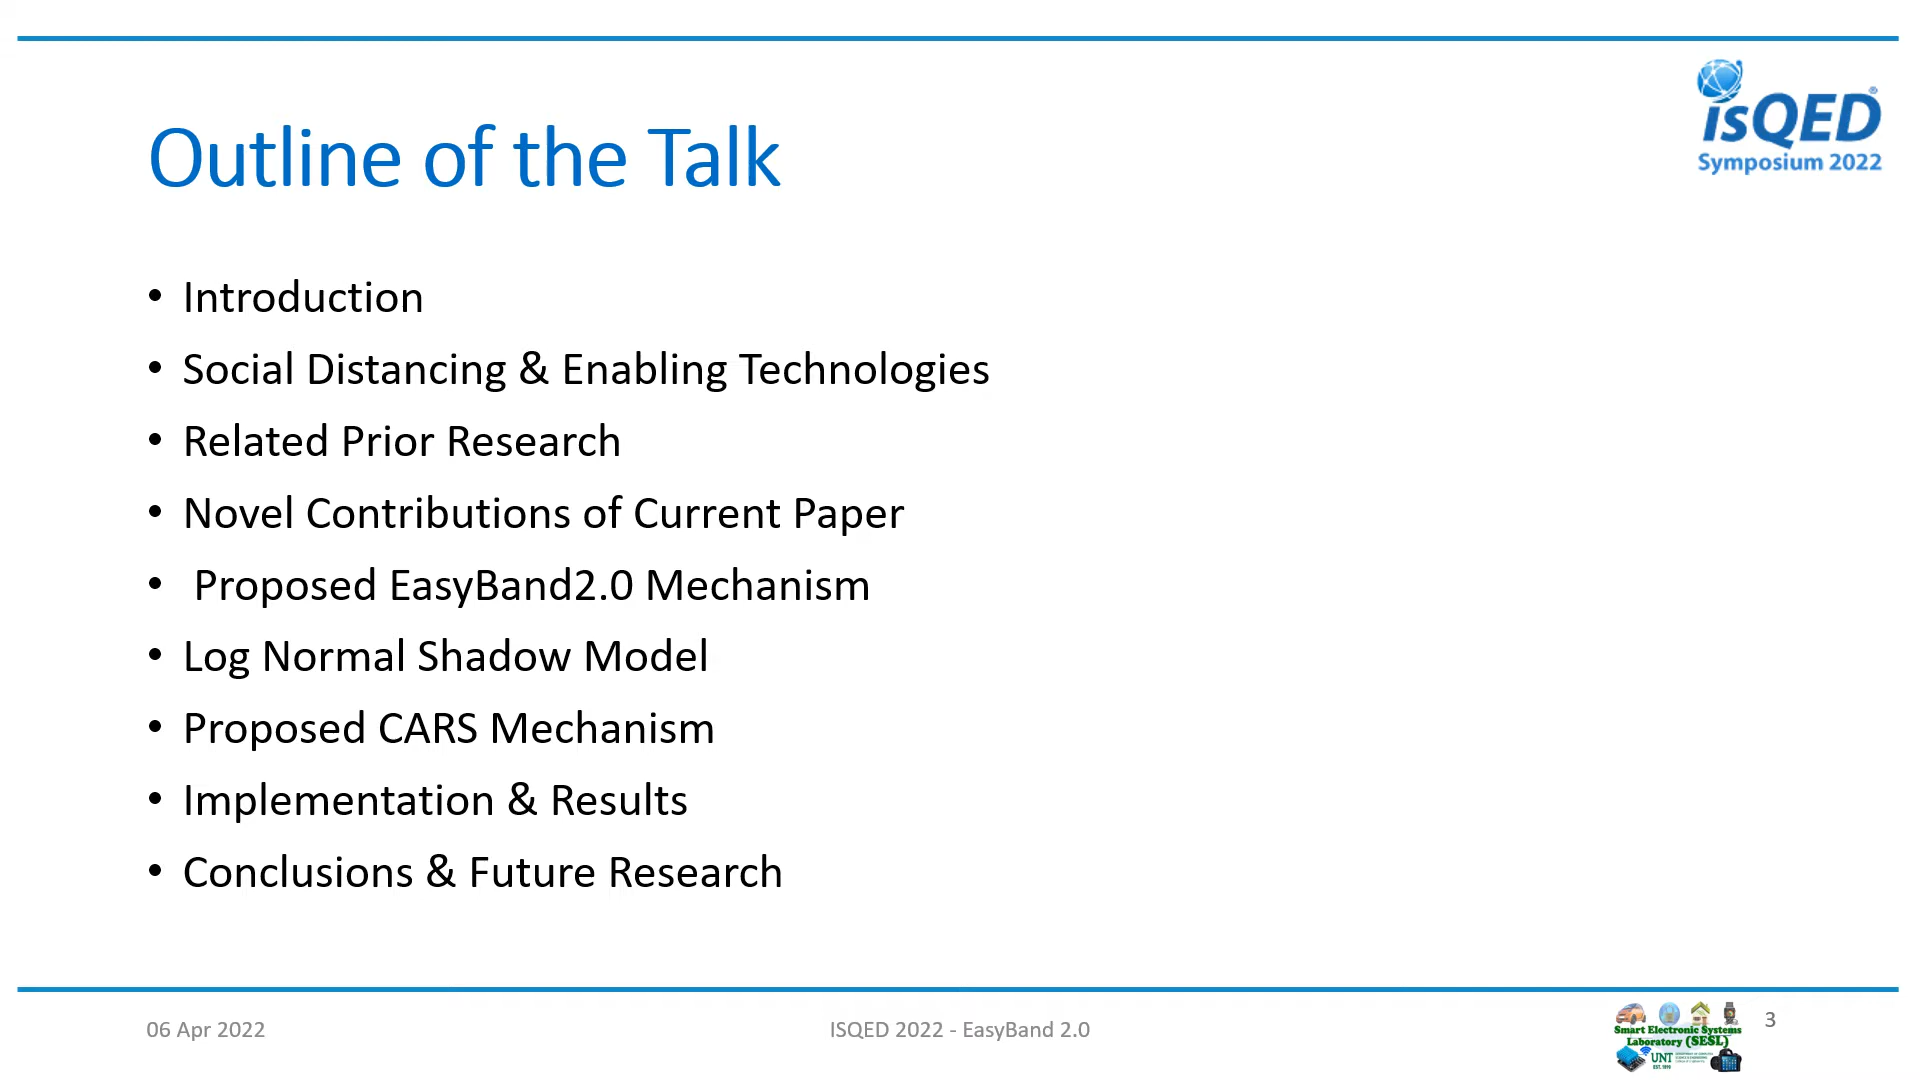 isQED®
Symposium 2022
Outline of the Talk
• Introduction
• Social Distancing & Enabling Technologies
• Related Prior Research
• Novel Contributions of Current Paper
• Proposed EasyBand2.0 Mechanism
• Log Normal Shadow Model
• Proposed CARS Mechanism
• Implementation & Results
• Conclusions & Future Research
06 Apr 2022
ISQED 2022 - EasyBand 2.0
Smart Electronic Systems
Laboratory (SESL)
UNT
EST. 1890
3